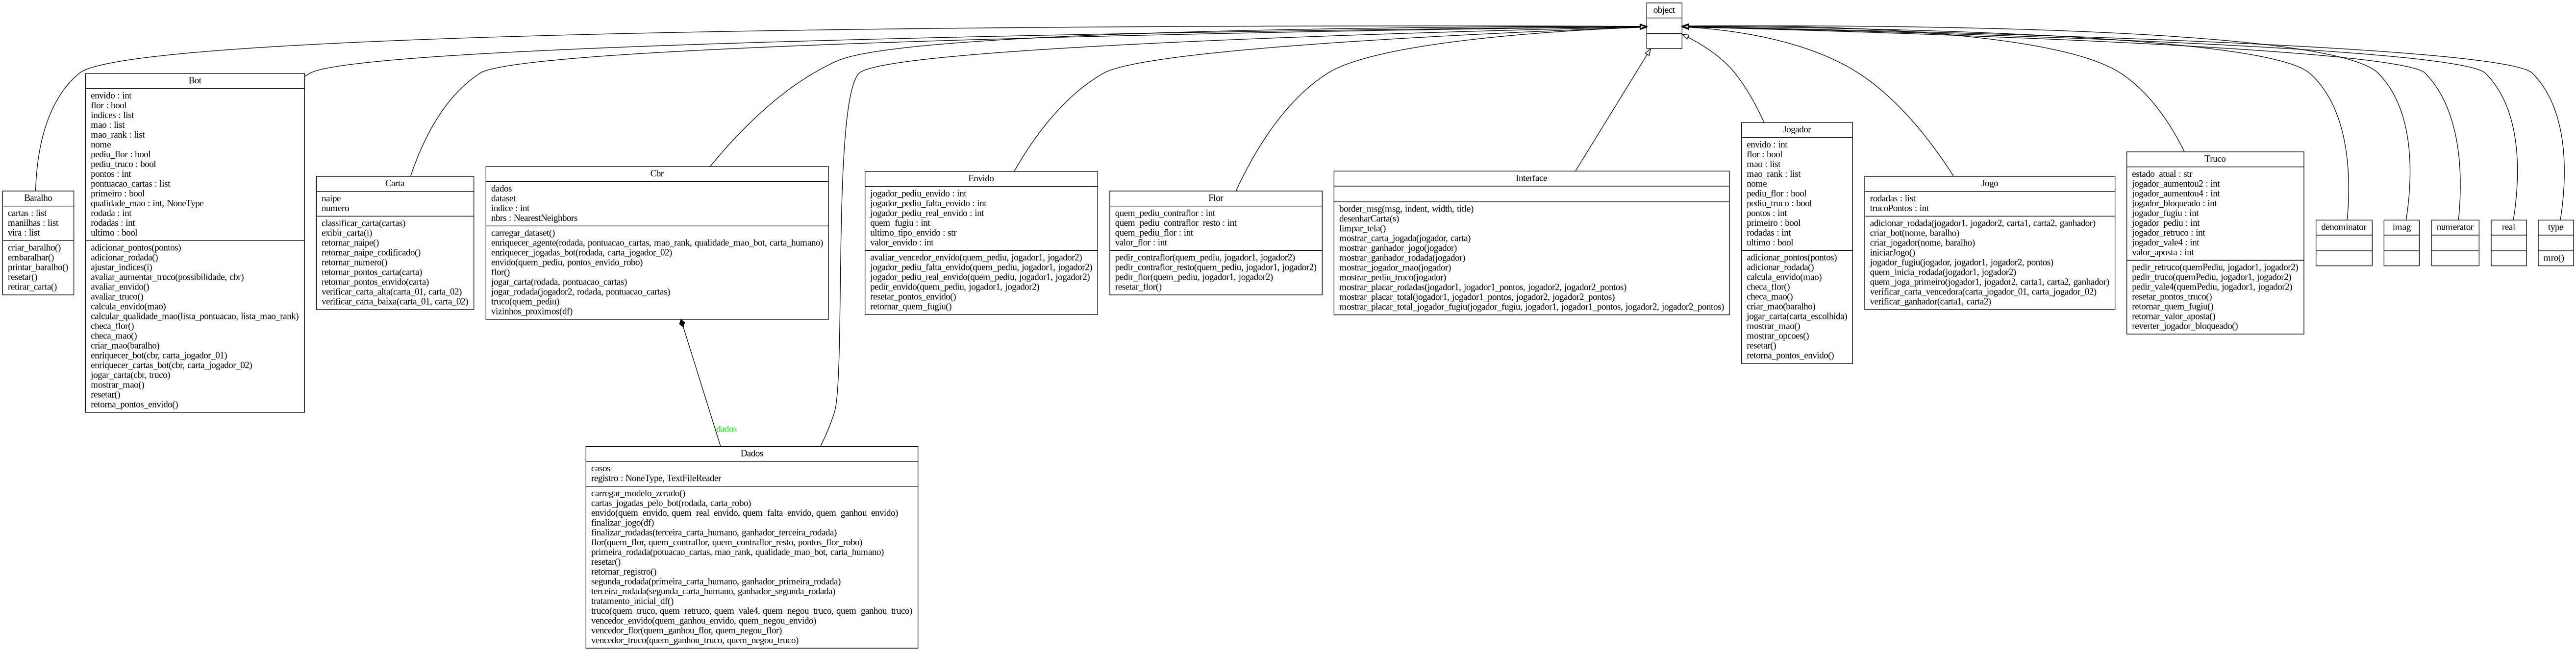 object
Bot
envido : int
flor : bool
indices : list
mao : list
mao_rank : list
nome
pediu_flor : bool
pediu_truco : bool
pontos : int
pontuacao_cartas : list
primeiro : bool
qualidade_mao : int, NoneType
rodada : int
rodadas : int
ultimo : bool
adicionar_pontos(pontos)
adicionar_rodada()
ajustar_indices(i)
avaliar_aumentar_truco(possibilidade, cbr)
avaliar_envido()
avaliar_truco()
calcula_envido(mao)
calcular_qualidade_mao(lista_pontuacao, lista_mao_rank)
checa_flor()
checa_mao()
criar_mao(baralho)
enriquecer_bot(cbr, carta_jogador_01)
enriquecer_cartas_bot(cbr, carta_jogador_02)
jogar_carta(cbr, truco)
mostrar_mao()
resetar()
retorna_pontos_envido()
Baralho
cartas : list
manilhas : list
vira : list
criar_baralho()
embaralhar()
printar_baralho()
resetar()
retirar_carta()
Carta
naipe
numero
classificar_carta(cartas)
exibir_carta(i)
retornar_naipe()
retornar_naipe_codificado()
retornar_numero()
retornar_pontos_carta(carta)
retornar_pontos_envido(carta)
verificar_carta_alta(carta_01, carta_02)
verificar_carta_baixa(carta_01, carta_02)
Cbr
dados
dataset
indice : int
nbrs : NearestNeighbors
carregar_dataset()
enriquecer_agente(rodada, pontuacao_cartas, mao_rank, qualidade_mao_bot, carta_humano)
enriquecer_jogadas_bot(rodada, carta_jogador_02)
envido(quem_pediu, pontos_envido_robo)
flor()
jogar_carta(rodada, pontuacao_cartas)
jogar_rodada(jogador2, rodada, pontuacao_cartas)
truco(quem_pediu)
vizinhos_proximos(df)
Envido
jogador_pediu_envido : int
jogador_pediu_falta_envido : int
jogador_pediu_real_envido : int
quem_fugiu : int
ultimo_tipo_envido : str
valor_envido : int
avaliar_vencedor_envido(quem_pediu, jogador1, jogador2)
jogador_pediu_falta_envido(quem_pediu, jogador1, jogador2)
jogador_pediu_real_envido(quem_pediu, jogador1, jogador2)
pedir_envido(quem_pediu, jogador1, jogador2)
resetar_pontos_envido()
retornar_quem_fugiu()
Flor
quem_pediu_contraflor : int
quem_pediu_contraflor_resto : int
quem_pediu_flor : int
valor_flor : int
pedir_contraflor(quem_pediu, jogador1, jogador2)
pedir_contraflor_resto(quem_pediu, jogador1, jogador2)
pedir_flor(quem_pediu, jogador1, jogador2)
resetar_flor()
Interface
border_msg(msg, indent, width, title)
desenharCarta(s)
limpar_tela()
mostrar_carta_jogada(jogador, carta)
mostrar_ganhador_jogo(jogador)
mostrar_ganhador_rodada(jogador)
mostrar_jogador_mao(jogador)
mostrar_pediu_truco(jogador)
mostrar_placar_rodadas(jogador1, jogador1_pontos, jogador2, jogador2_pontos)
mostrar_placar_total(jogador1, jogador1_pontos, jogador2, jogador2_pontos)
mostrar_placar_total_jogador_fugiu(jogador_fugiu, jogador1, jogador1_pontos, jogador2, jogador2_pontos)
Jogador
envido : int
flor : bool
mao : list
mao_rank : list
nome
pediu_flor : bool
pediu_truco : bool
pontos : int
primeiro : bool
rodadas : int
ultimo : bool
adicionar_pontos(pontos)
adicionar_rodada()
calcula_envido(mao)
checa_flor()
checa_mao()
criar_mao(baralho)
jogar_carta(carta_escolhida)
mostrar_mao()
mostrar_opcoes()
resetar()
retorna_pontos_envido()
Jogo
rodadas : list
trucoPontos : int
adicionar_rodada(jogador1, jogador2, carta1, carta2, ganhador)
criar_bot(nome, baralho)
criar_jogador(nome, baralho)
iniciarJogo()
jogador_fugiu(jogador, jogador1, jogador2, pontos)
quem_inicia_rodada(jogador1, jogador2)
quem_joga_primeiro(jogador1, jogador2, carta1, carta2, ganhador)
verificar_carta_vencedora(carta_jogador_01, carta_jogador_02)
verificar_ganhador(carta1, carta2)
Truco
estado_atual : str
jogador_aumentou2 : int
jogador_aumentou4 : int
jogador_bloqueado : int
jogador_fugiu : int
jogador_pediu : int
jogador_retruco : int
jogador_vale4 : int
valor_aposta : int
pedir_retruco(quemPediu, jogador1, jogador2)
pedir_truco(quemPediu, jogador1, jogador2)
pedir_vale4(quemPediu, jogador1, jogador2)
resetar_pontos_truco()
retornar_quem_fugiu()
retornar_valor_aposta()
reverter_jogador_bloqueado()
denominator
imag
numerator
real
type
mro()
dados
Dados
casos
registro : NoneType, TextFileReader
carregar_modelo_zerado()
cartas_jogadas_pelo_bot(rodada, carta_robo)
envido(quem_envido, quem_real_envido, quem_falta_envido, quem_ganhou_envido)
finalizar_jogo(df)
finalizar_rodadas(terceira_carta_humano, ganhador_terceira_rodada)
flor(quem_flor, quem_contraflor, quem_contraflor_resto, pontos_flor_robo)
primeira_rodada(potuacao_cartas, mao_rank, qualidade_mao_bot, carta_humano)
resetar()
retornar_registro()
segunda_rodada(primeira_carta_humano, ganhador_primeira_rodada)
terceira_rodada(segunda_carta_humano, ganhador_segunda_rodada)
tratamento_inicial_df()
truco(quem_truco, quem_retruco, quem_vale4, quem_negou_truco, quem_ganhou_truco)
vencedor_envido(quem_ganhou_envido, quem_negou_envido)
vencedor_flor(quem_ganhou_flor, quem_negou_flor)
vencedor_truco(quem_ganhou_truco, quem_negou_truco)